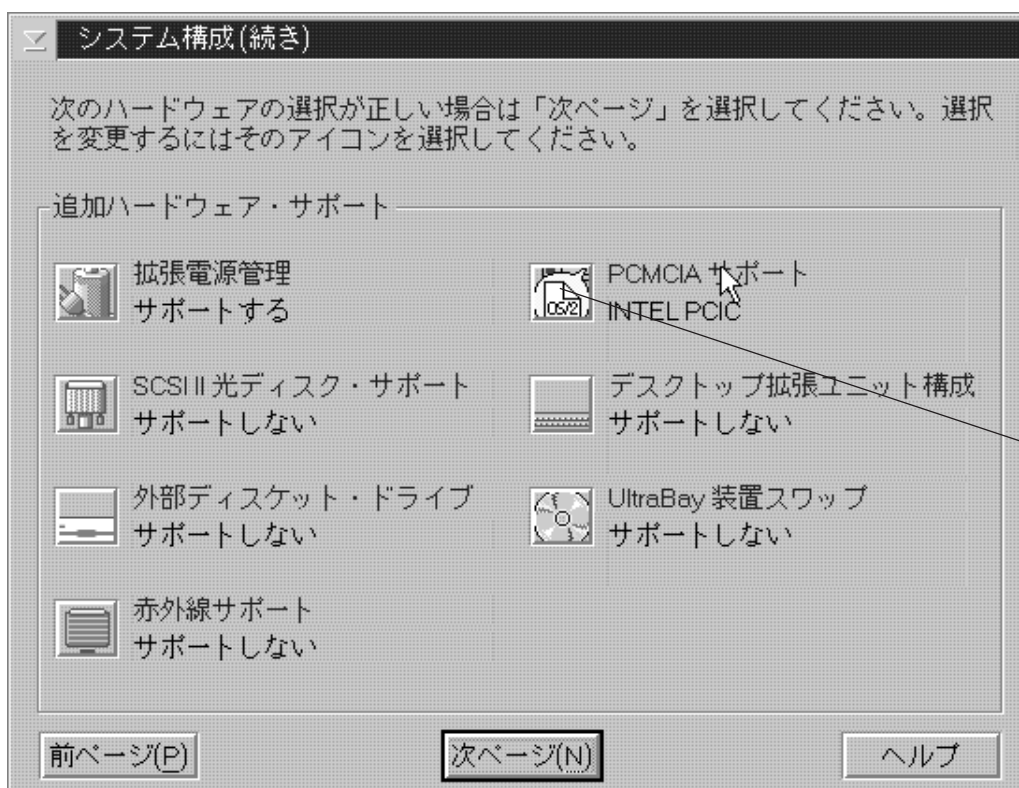 システム構成(続き)
次のハードウェアの選択が正しい場合は「次ページ」を選択してください。選択
を変更するにはそのアイコンを選択してください。
追加ハードウェア・サポート
拡張電源管理
サポートする
PCMCIA サポート
OS/2
INTEL PCIC
SCSI II 光ディスク・サポート
サポートしない
デスクトップ拡張ユニット構成
サポートしない
外部ディスケット・ドライブ
サポートしない
UltraBay 装置スワップ
サポートしない
赤外線サポート
サポートしない
前ページ(P)
次ページ(N)
ヘルプ